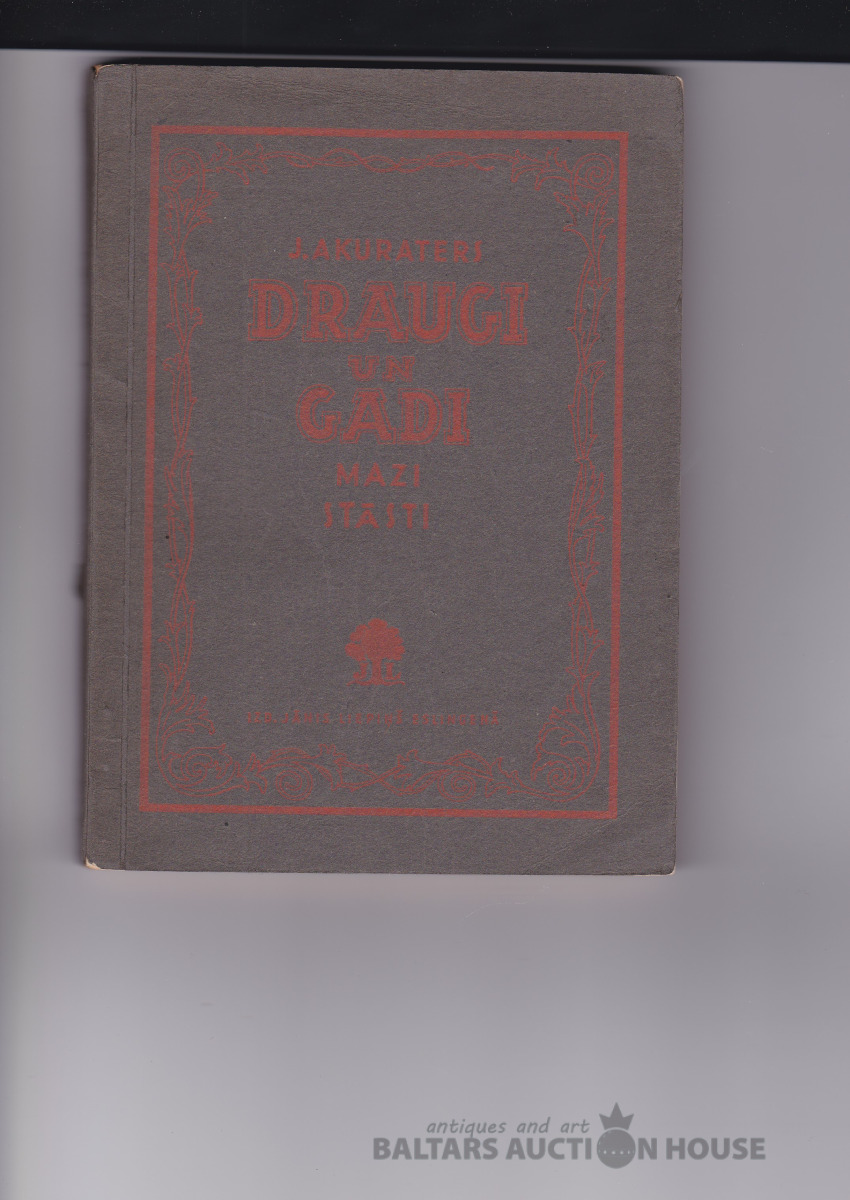 J. AKURATERS
DRAUGI
UN
GADI
MAZI
STĀSTI
antiques and art
BALTARS AUCTION HOUSE